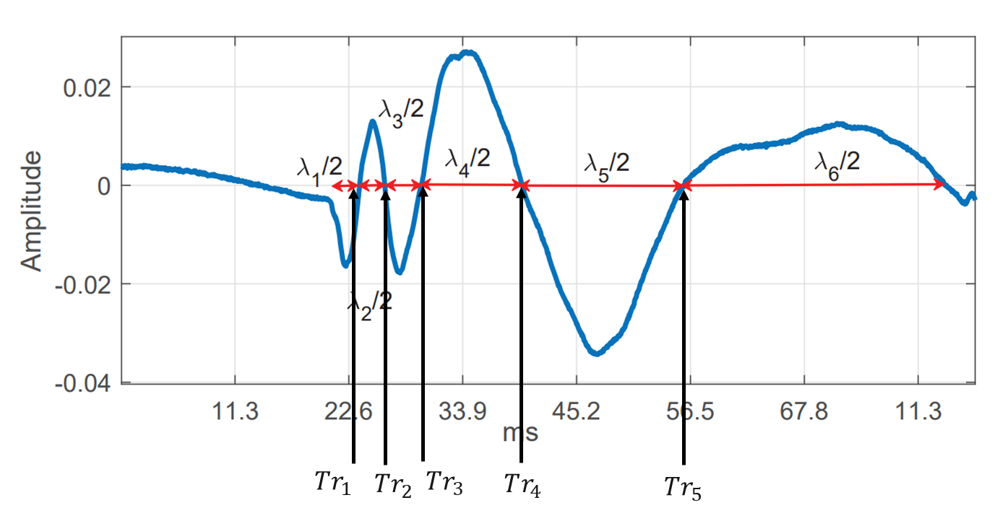 λ₃/2
0.02
λ₁/2
λ₄/2
λ₅/2
λ₆/2
0
Amplitude
-0.02
λ₂/2
-0.04
11.3 22.6 33.9 45.2 56.5 67.8 11.3
ms
Tr₁ Tr₂ Tr₃ Tr₄ Tr₅